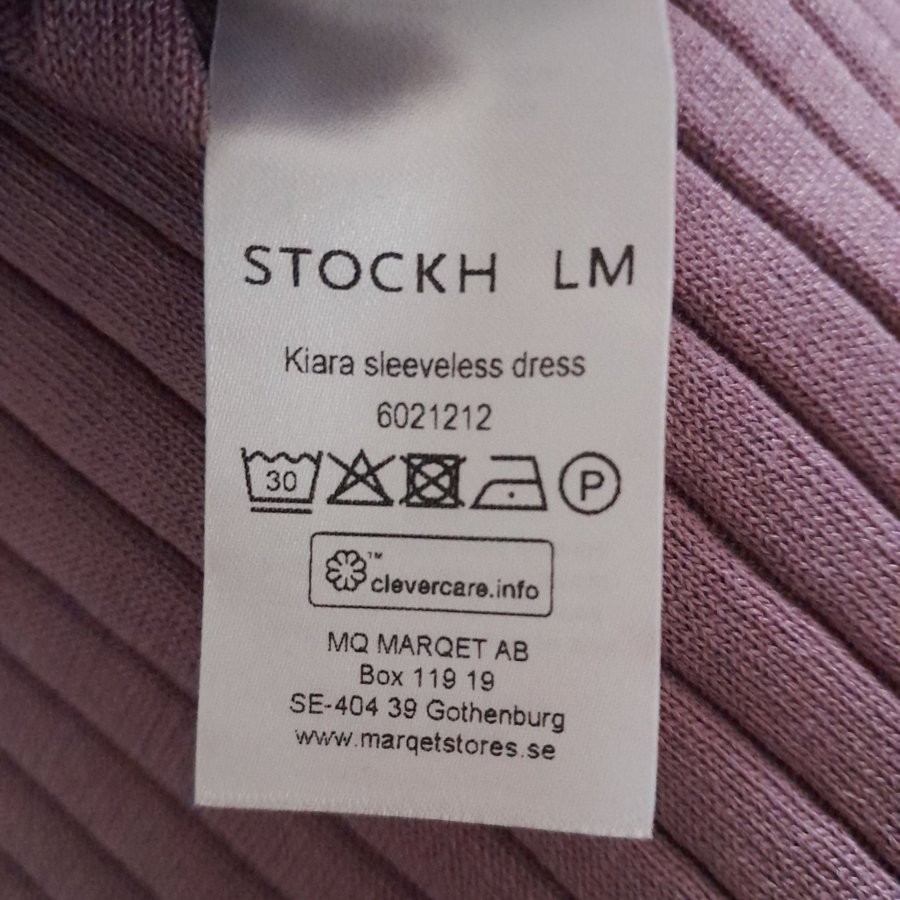 STOCKH LM
Kiara sleeveless dress
6021212
30 P
™ clevercare.info
MQ MARQET AB
Box 119 19
SE-404 39 Gothenburg
www.marqetstores.se